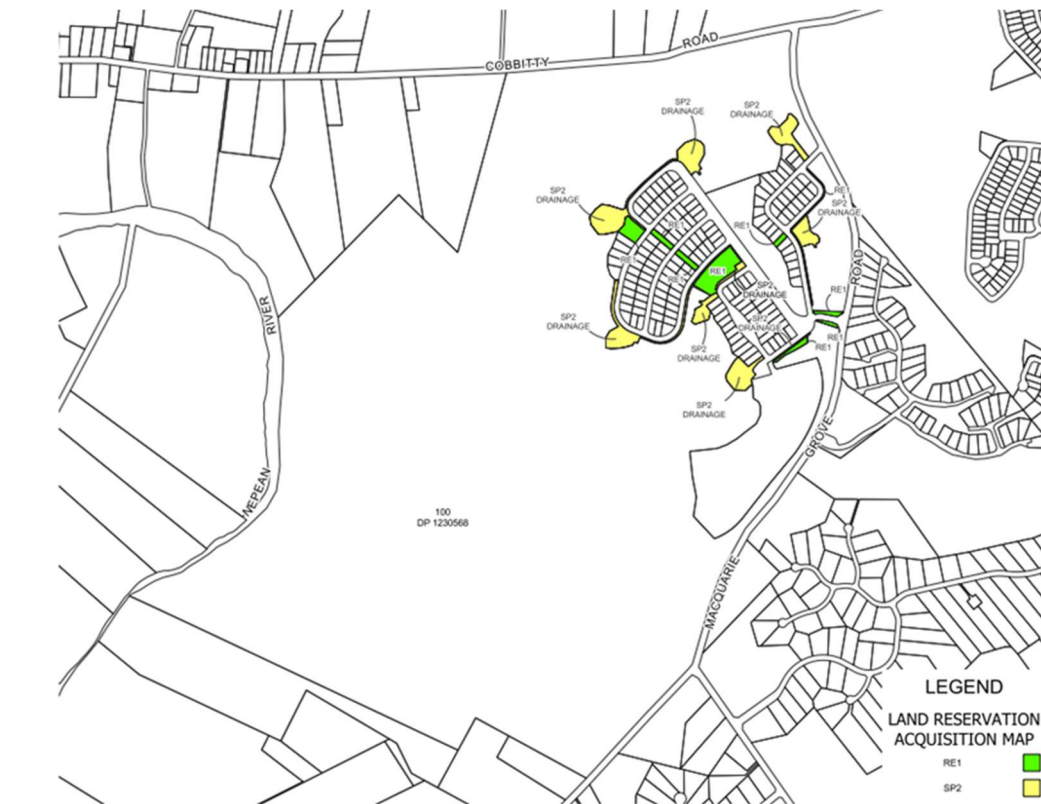 COBBITTY
ROAD
SP2
DRAINAGE
SP2
DRAINAGE
SP2
DRAINAGE
RE1
SP2
DRAINAGE
RE1
RE1
RE1
RE1
RE1
SP2
DRAINAGE
RE1
SP2
DRAINAGE
SP2
DRAINAGE
RE1
RE1
SP2
DRAINAGE
SP2
DRAINAGE
RIVER
NEPEAN
ROAD
GROVE
MACQUARIE
100
DP 1230568
LEGEND
LAND RESERVATION
ACQUISITION MAP
RE1
SP2